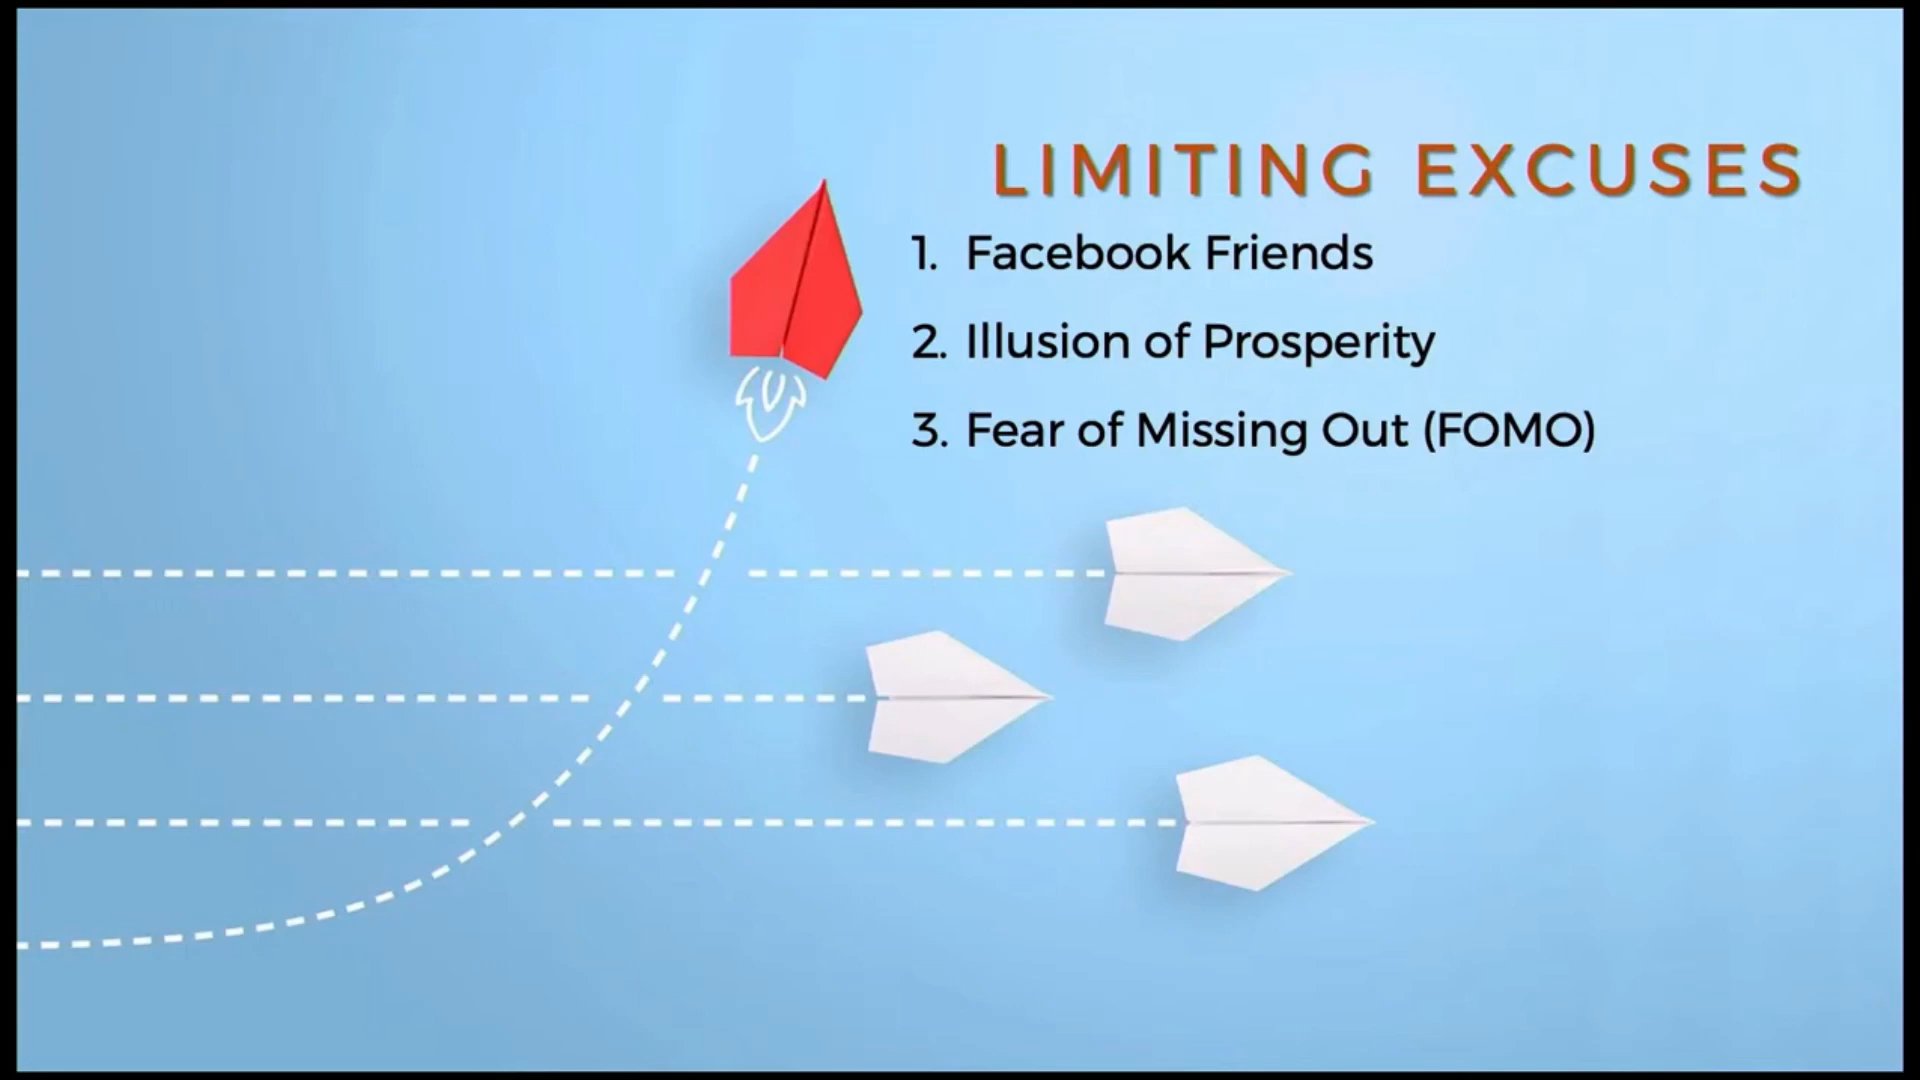 LIMITING EXCUSES
1. Facebook Friends
2. Illusion of Prosperity
3. Fear of Missing Out (FOMO)